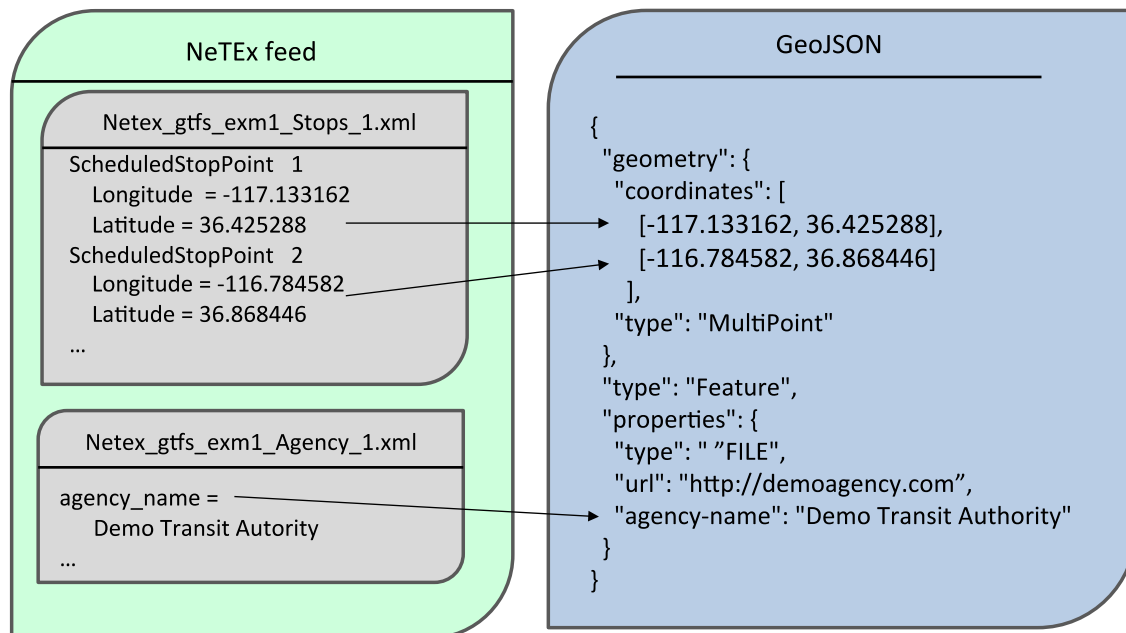 NeTEx feed
Netex_gtfs_exm1_Stops_1.xml
ScheduledStopPoint 1
Longitude = -117.133162
Latitude = 36.425288
ScheduledStopPoint 2
Longitude = -116.784582
Latitude = 36.868446
...
Netex_gtfs_exm1_Agency_1.xml
agency_name =
Demo Transit Autority
...
GeoJSON
{
"geometry": {
"coordinates": [
[-117.133162, 36.425288],
[-116.784582, 36.868446]
],
"type": "MultiPoint"
},
"type": "Feature",
"properties": {
"type": " ”FILE",
"url": "http://demoagency.com”,
"agency-name": "Demo Transit Authority"
}
}